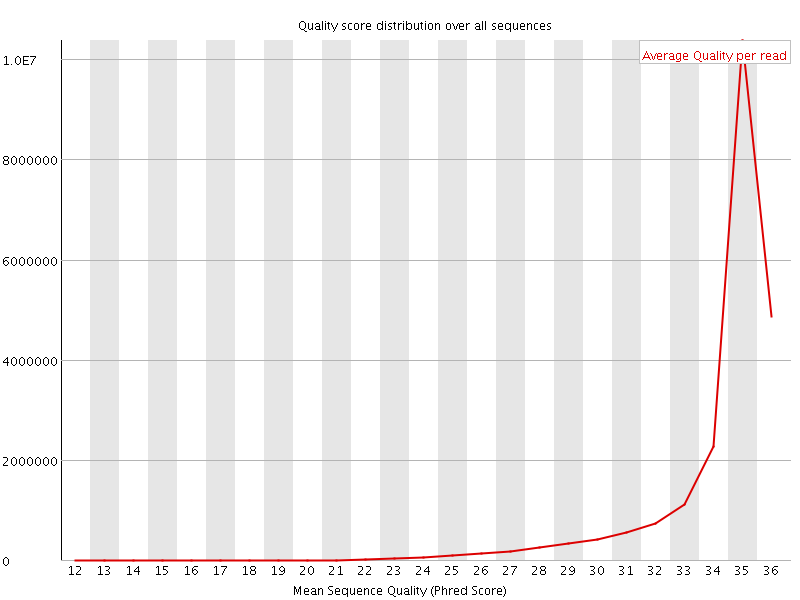 Quality score distribution over all sequences
Average Quality per read
1.0E7
8000000
6000000
4000000
2000000
0
12 13 14 15 16 17 18 19 20 21 22 23 24 25 26 27 28 29 30 31 32 33 34 35 36
Mean Sequence Quality (Phred Score)